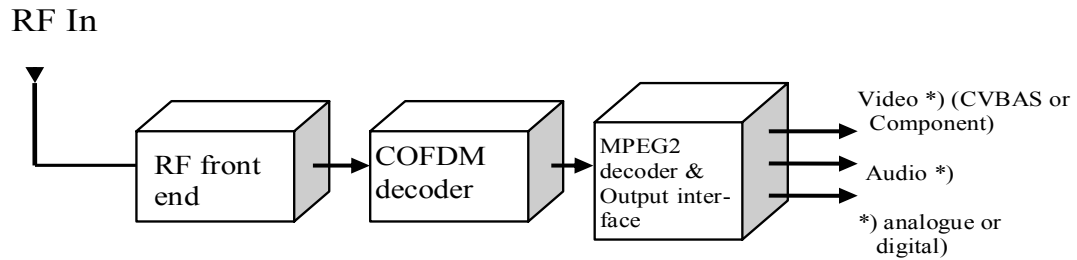 RF In
RF front
end
COFDM
decoder
MPEG2
decoder &
Output inter-
face
Video *) (CVBAS or
Component)
Audio *)
*) analogue or
digital)